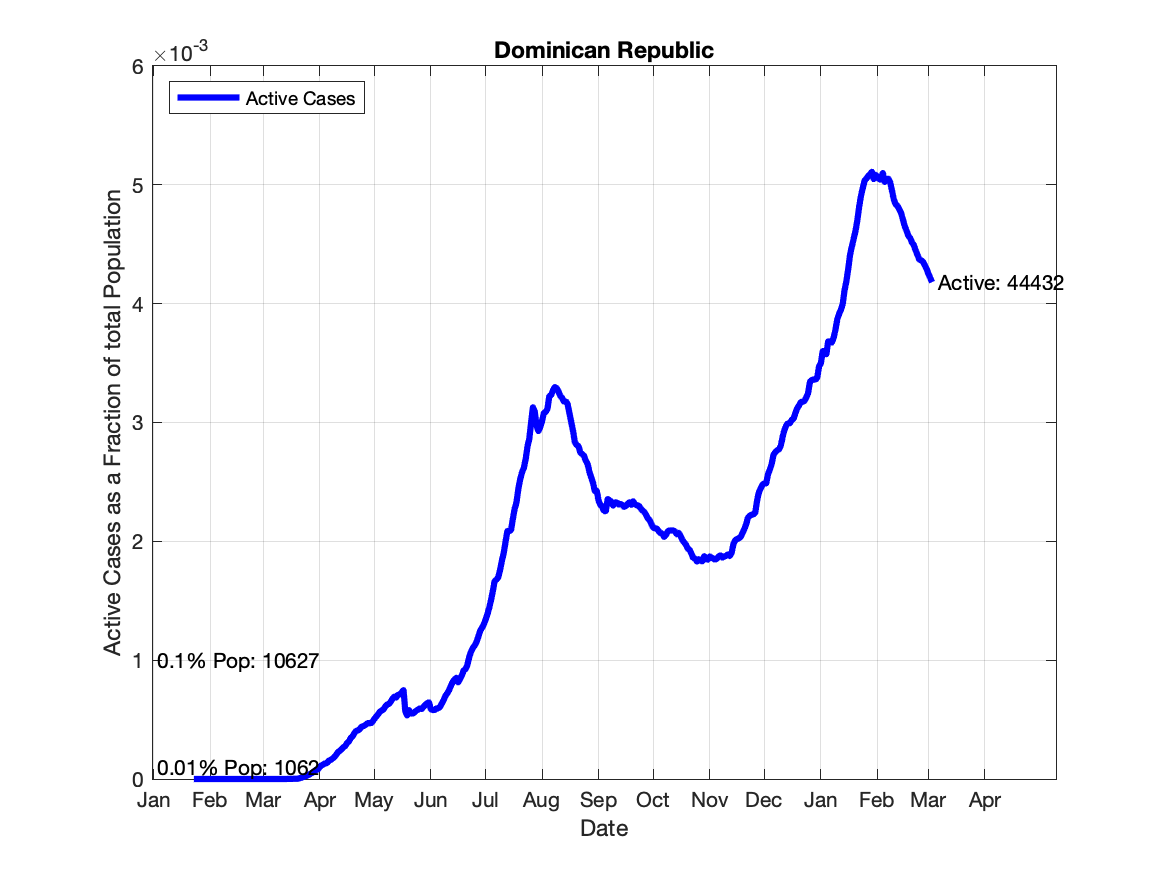 Dominican Republic
×10-3
Active Cases
6
5
4
3
2
1
0
Active Cases as a Fraction of total Population
Active: 44432
0.1% Pop: 10627
0.01% Pop: 1062
Jan Feb Mar Apr May Jun Jul Aug Sep Oct Nov Dec Jan Feb Mar Apr
Date